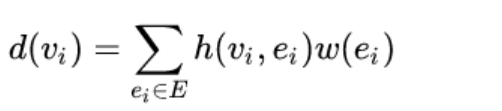 d(v_i) = \sum_{e_i \in E} h(v_i, e_i)w(e_i)